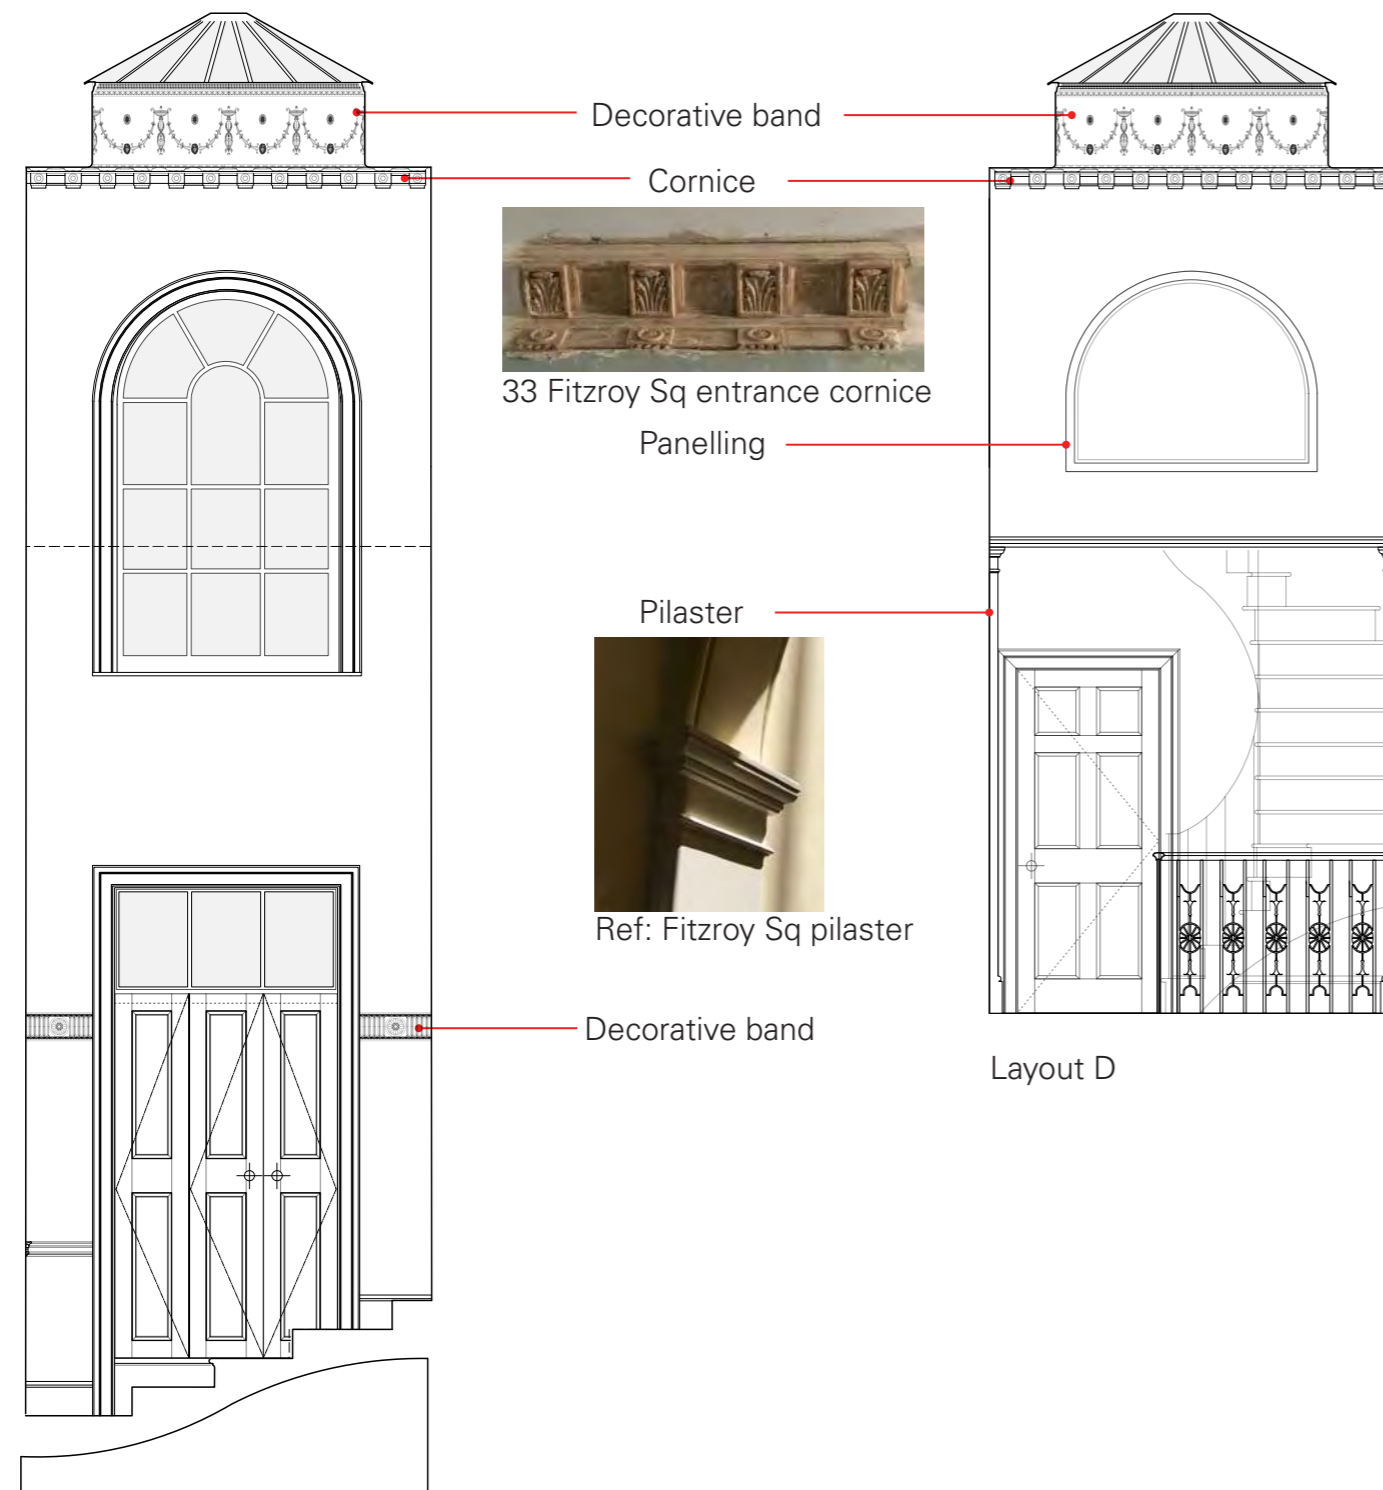 Decorative band
Cornice
33 Fitzroy Sq entrance cornice
Panelling
Pilaster
Ref: Fitzroy Sq pilaster
Decorative band
Layout D